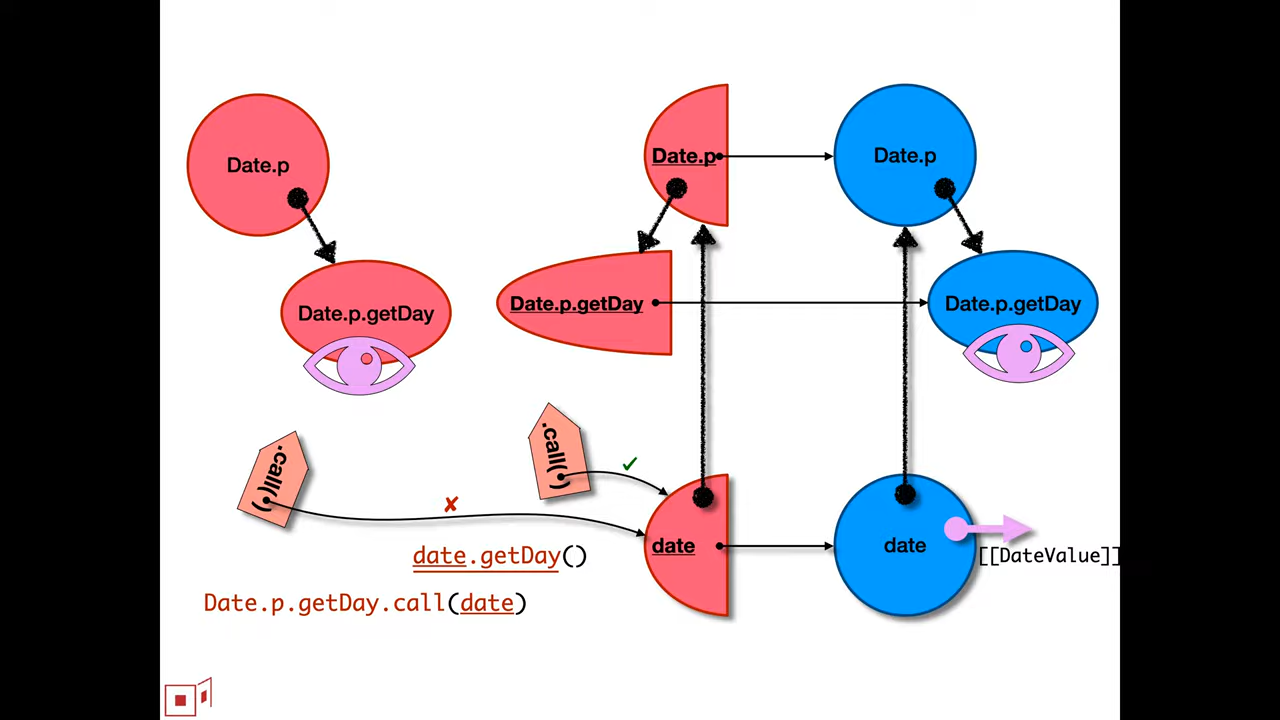 Date.p
Date.p
Date.p
Date.p.getDay
Date.p.getDay
Date.p.getDay
.call( )
.call( )
✓
✗
date.getDay()
date
date
[[DateValue]]
Date.p.getDay.call(date)